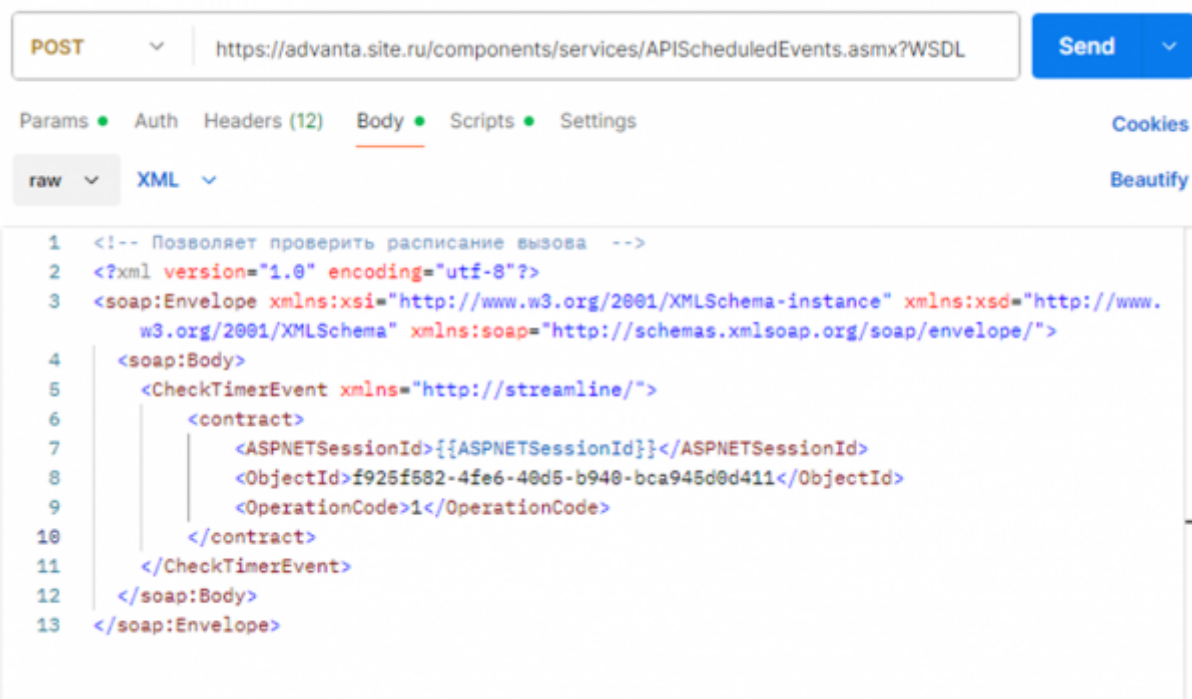 POST https://advanta.site.ru/components/services/APIScheduledEvents.asmx?WSDL Send
Params Auth Headers (12) Body Scripts Settings Cookies
raw XML Beautify
1 <!-- Позволяет проверить расписание вызова -->
2 <?xml version="1.0" encoding="utf-8"?>
3 <soap:Envelope xmlns:xsi="http://www.w3.org/2001/XMLSchema-instance" xmlns:xsd="http://www.
w3.org/2001/XMLSchema" xmlns:soap="http://schemas.xmlsoap.org/soap/envelope/">
4 <soap:Body>
5 <CheckTimerEvent xmlns="http://streamline/">
6 <contract>
7 <ASPNETSessionId>{{ASPNETSessionId}}</ASPNETSessionId>
8 <ObjectId>f925f582-4fe6-40d5-b940-bca945d0d411</ObjectId>
9 <OperationCode>1</OperationCode>
10 </contract>
11 </CheckTimerEvent>
12 </soap:Body>
13 </soap:Envelope>